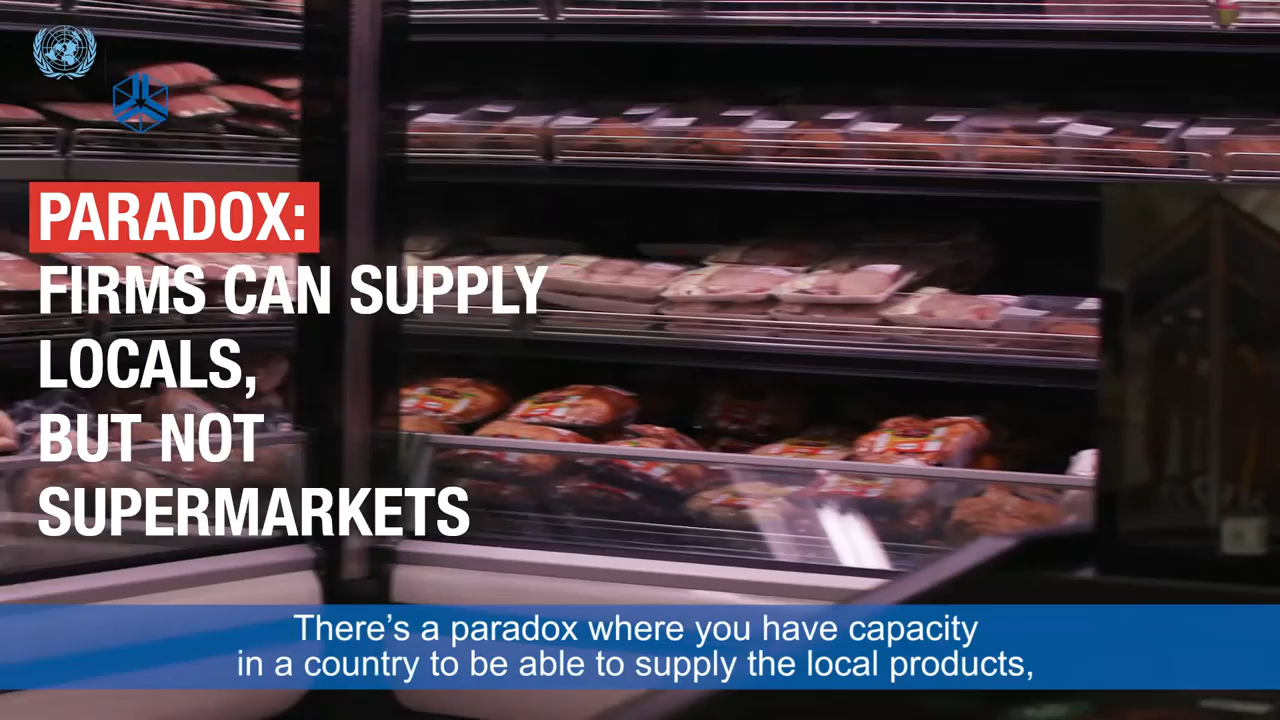 PARADOX:
FIRMS CAN SUPPLY
LOCALS,
BUT NOT
SUPERMARKETS
There's a paradox where you have capacity
in a country to be able to supply the local products,